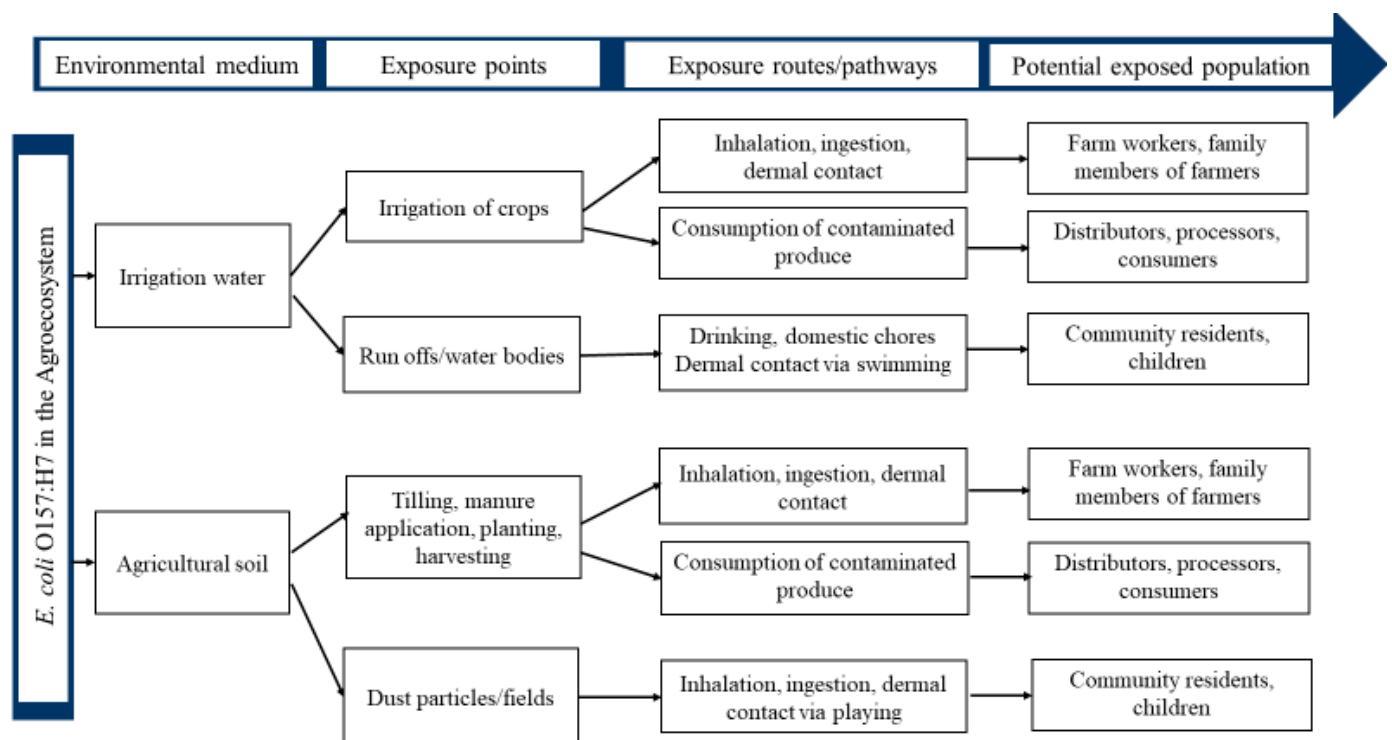 Environmental medium
Exposure points
Exposure routes/pathways
Potential exposed population
E. coli O157:H7 in the Agroecosystem
Irrigation water
Irrigation of crops
Inhalation, ingestion,
dermal contact
Farm workers, family
members of farmers
Consumption of contaminated
produce
Distributors, processors,
consumers
Run offs/water bodies
Drinking, domestic chores
Dermal contact via swimming
Community residents,
children
Agricultural soil
Tilling, manure
application, planting,
harvesting
Inhalation, ingestion, dermal
contact
Farm workers, family
members of farmers
Consumption of contaminated
produce
Distributors, processors,
consumers
Dust particles/fields
Inhalation, ingestion, dermal
contact via playing
Community residents,
children